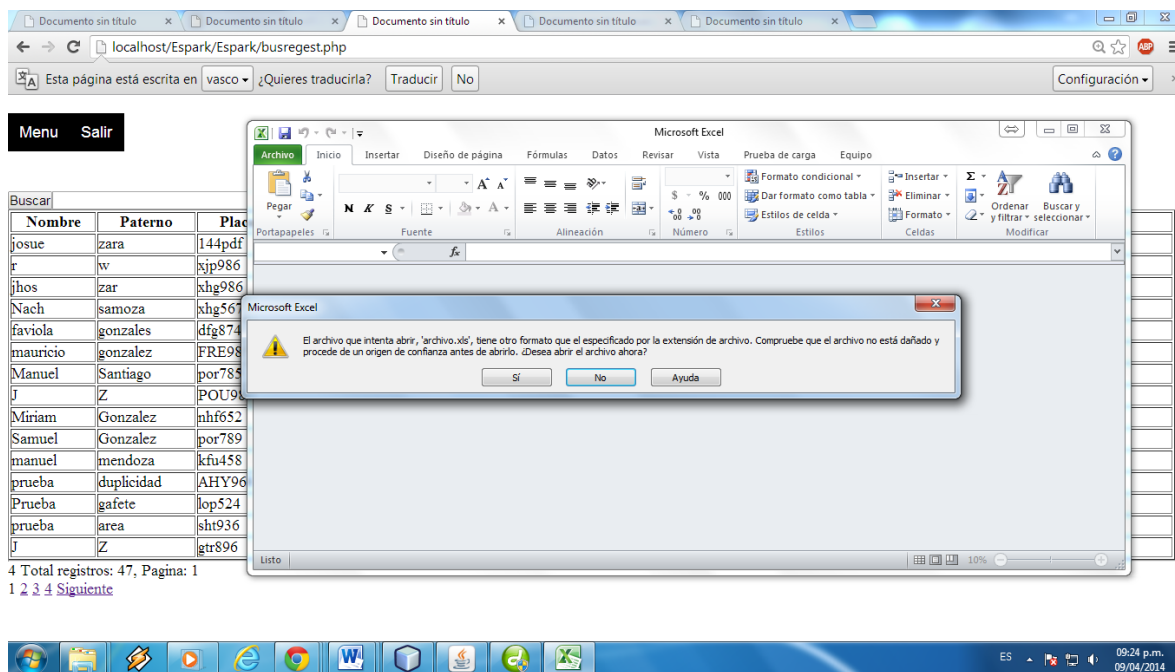 Documento sin título Documento sin título Documento sin título Documento sin título Documento sin título
localhost/Espark/Espark/busregest.php
ABP
Esta página está escrita en vasco ¿Quieres traducirla? Traducir No Configuración
Menu Salir
Microsoft Excel
Archivo Inicio Insertar Diseño de página Fórmulas Datos Revisar Vista Prueba de carga Equipo
Pegar
N K S
$ % 000
Formato condicional
Dar formato como tabla
Estilos de celda
Insertar
Eliminar
Formato
Ordenar y filtrar
Buscar y seleccionar
Portapapeles Fuente Alineación Número Estilos Celdas Modificar
fx
Buscar
Nombre Paterno Plac
josue zara 144pdf
r w xjp986
jhos zar xhg986
Nach samoza xhg567
faviola gonzales dfg874
mauricio gonzalez FRE98
Manuel Santiago por785
J Z POU98
Miriam Gonzalez nhf652
Samuel Gonzalez por789
manuel mendoza kfu458
prueba duplicidad AHY96
Prueba gafete lop524
prueba area sht936
J Z gtr896
Microsoft Excel
El archivo que intenta abrir, 'archivo.xls', tiene otro formato que el especificado por la extensión de archivo. Compruebe que el archivo no está dañado y
procede de un origen de confianza antes de abrirlo. ¿Desea abrir el archivo ahora?
Sí No Ayuda
Listo 10%
4 Total registros: 47, Pagina: 1
1 2 3 4 Siguiente
ES 09:24 p.m.
09/04/2014